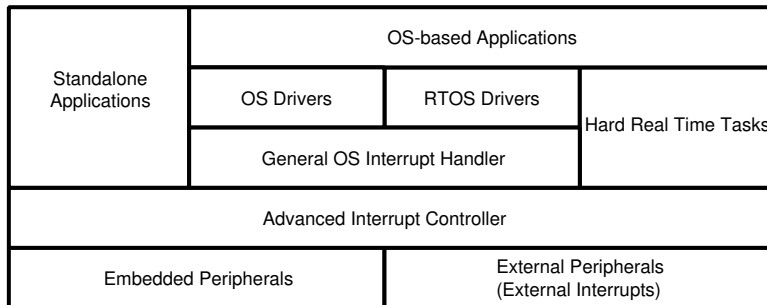 OS-based Applications
Standalone
Applications
OS Drivers
RTOS Drivers
Hard Real Time Tasks
General OS Interrupt Handler
Advanced Interrupt Controller
Embedded Peripherals
External Peripherals
(External Interrupts)